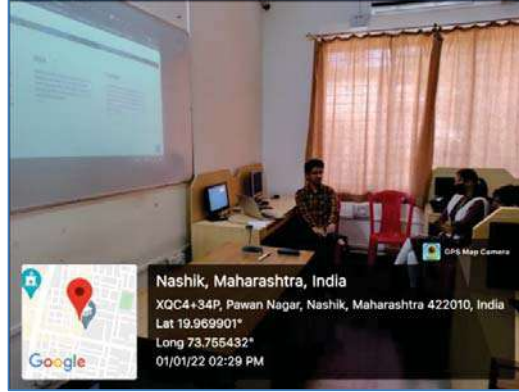 GPS Map Camera
Nashik, Maharashtra, India
XQC4+34P, Pawan Nagar, Nashik, Maharashtra 422010, India
Lat 19.969901°
Long 73.755432°
01/01/22 02:29 PM
Google